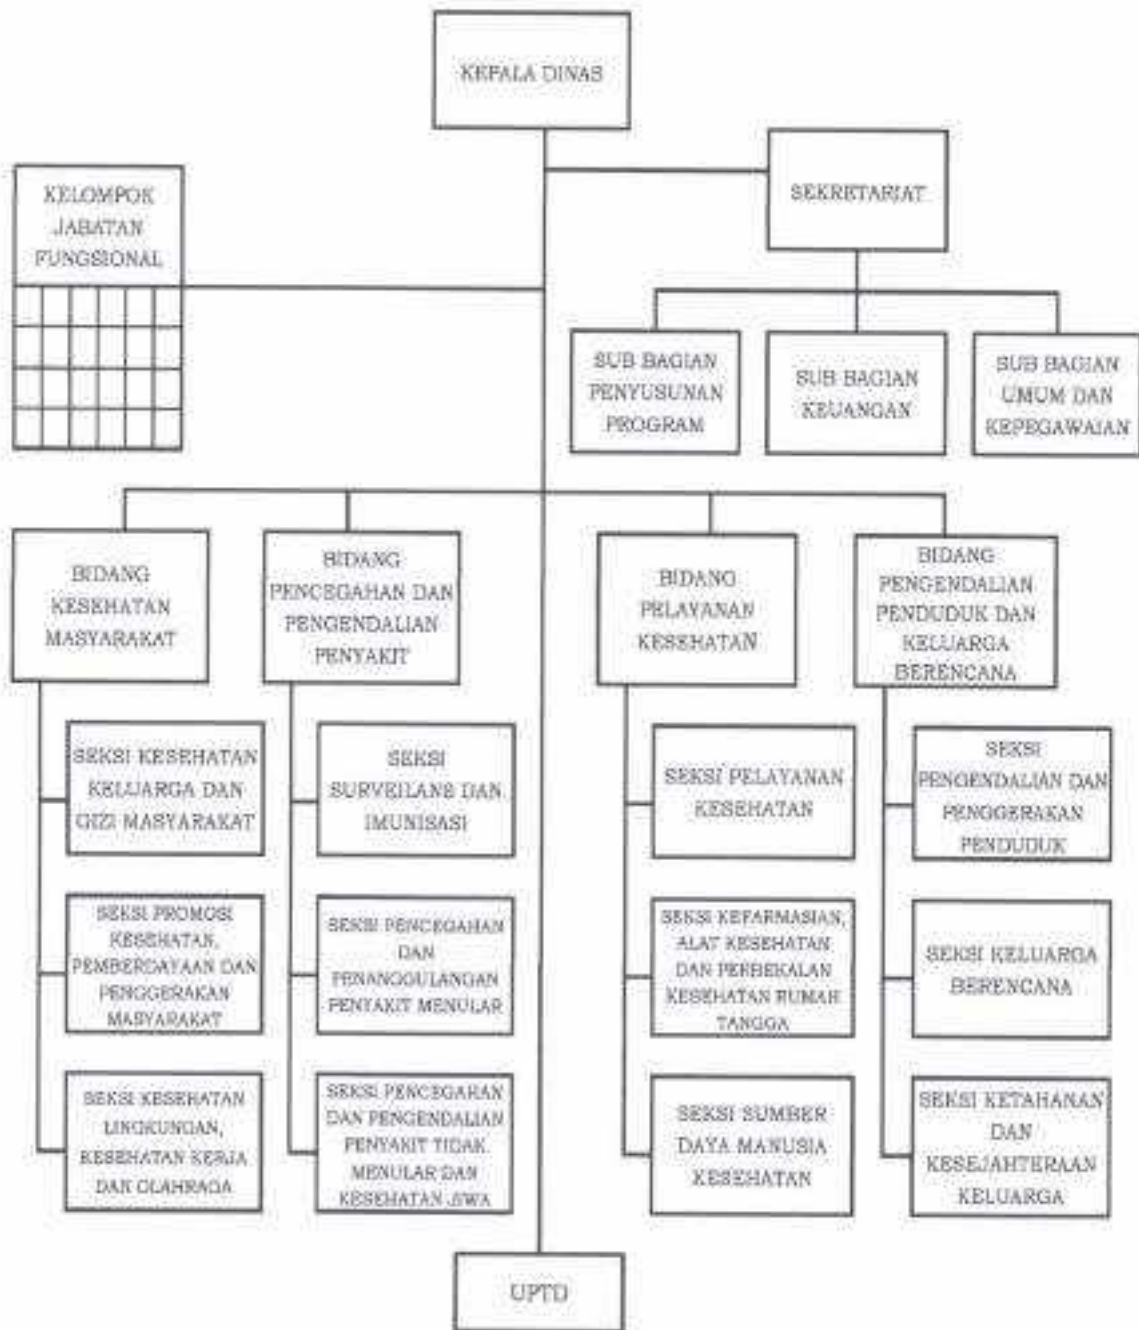 KEPALA DINAS
SEKRETARIAT
KELOMPOK
JABATAN
FUNGSIONAL
SUB BAGIAN
PENYUSUNAN
PROGRAM
SUB BAGIAN
KEUANGAN
SUB BAGIAN
UMUM DAN
KEPEGAWAIAN
BIDANG
KESEHATAN
MASYARAKAT
BIDANG
PENCEGAHAN DAN
PENGENDALIAN
PENYAKIT
BIDANG
PELAYANAN
KESEHATAN
BIDANG
PENGENDALIAN
PENDUDUK DAN
KELUARGA
BERENCANA
SEKSI KESEHATAN
KELUARGA DAN
GIZI MASYARAKAT
SEKSI
SURVEILANS DAN
IMUNISASI
SEKSI PELAYANAN
KESEHATAN
SEKSI
PENGENDALIAN DAN
PENGGERAKAN
PENDUDUK
SEKSI PROMOSI
KESEHATAN,
PEMBERDAYAAN DAN
PENGGERAKAN
MASYARAKAT
SEKSI PENCEGAHAN
DAN
PENANGGULANGAN
PENYAKIT MENULAR
SEKSI KEFARMASIAN,
ALAT KESEHATAN
DAN PERBEKALAN
KESEHATAN RUMAH
TANGGA
SEKSI KELUARGA
BERENCANA
SEKSI KESEHATAN
LINGKUNGAN,
KESEHATAN KERJA
DAN OLAHRAGA
SEKSI PENCEGAHAN
DAN PENGENDALIAN
PENYAKIT TIDAK
MENULAR DAN
KESEHATAN JIWA
SEKSI SUMBER
DAYA MANUSIA
KESEHATAN
SEKSI KETAHANAN
DAN
KESEJAHTERAAN
KELUARGA
UPTD